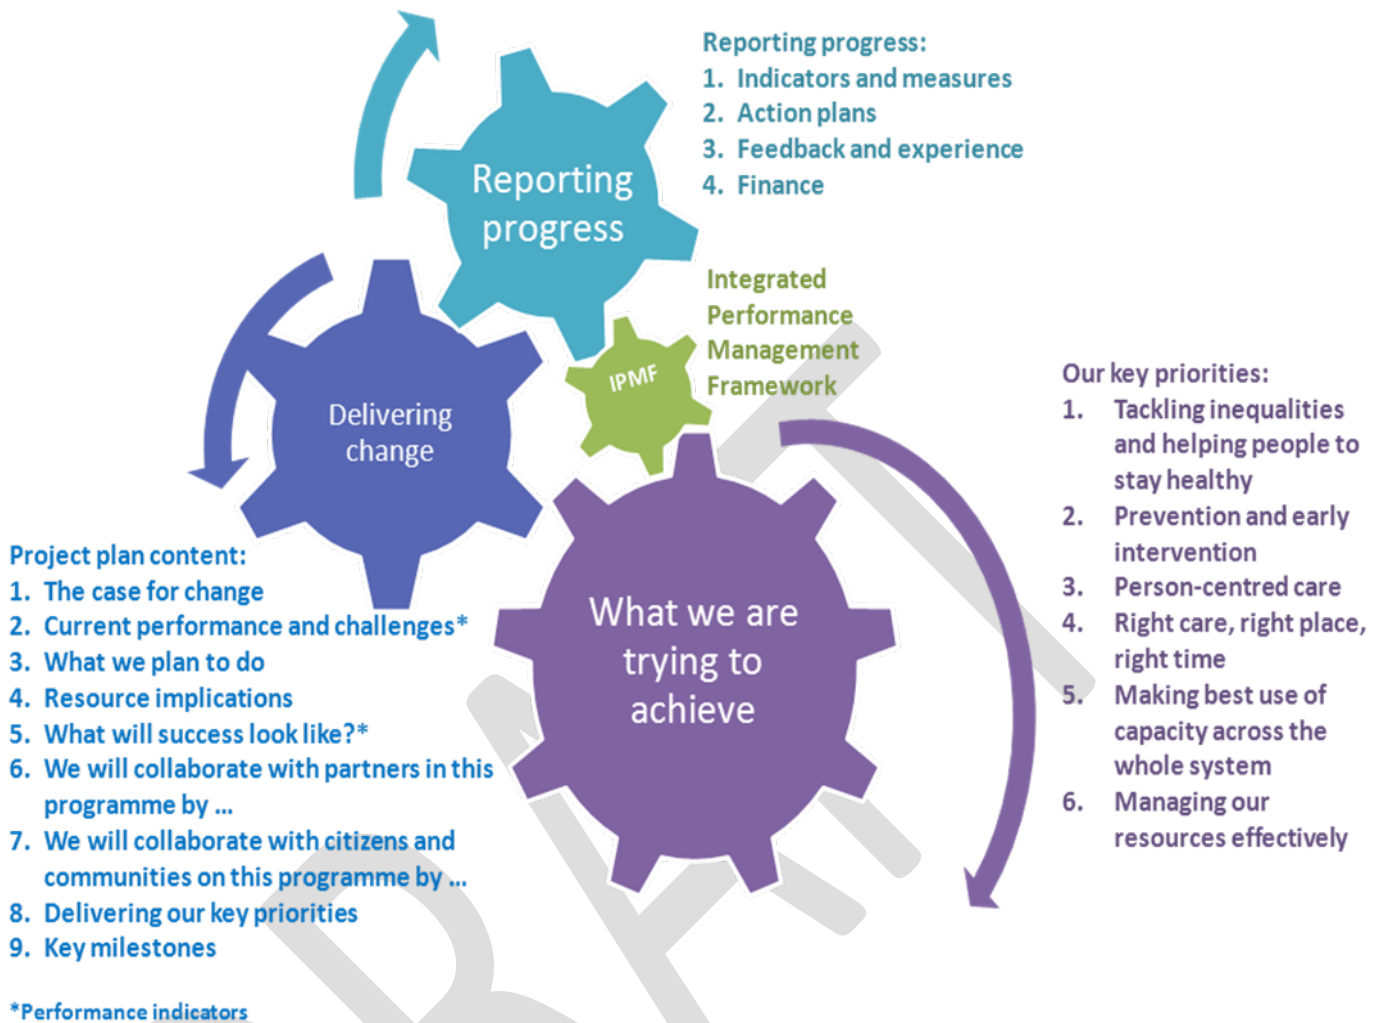 Reporting progress:
1. Indicators and measures
2. Action plans
3. Feedback and experience
4. Finance
Reporting
progress
Integrated
Performance
Management
Framework
IPMF
Delivering
change
Our key priorities:
1. Tackling inequalities
and helping people to
stay healthy
2. Prevention and early
intervention
3. Person-centred care
4. Right care, right place,
right time
5. Making best use of
capacity across the
whole system
6. Managing our
resources effectively
What we are
trying to
achieve
Project plan content:
1. The case for change
2. Current performance and challenges*
3. What we plan to do
4. Resource implications
5. What will success look like?*
6. We will collaborate with partners in this
programme by ...
7. We will collaborate with citizens and
communities on this programme by ...
8. Delivering our key priorities
9. Key milestones
*Performance indicators
DRAFT